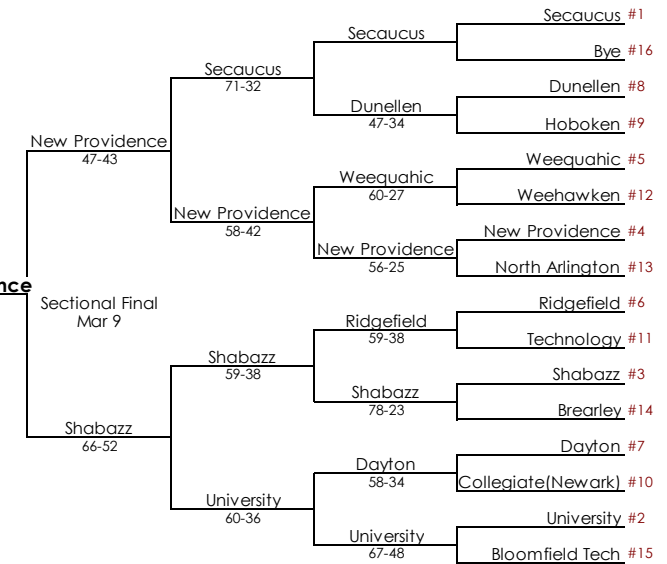 Secaucus #1
Secaucus
Bye #16
Secaucus
71-32
Dunellen #8
Dunellen
47-34
Hoboken #9
New Providence
47-43
Weequahic #5
Weequahic
60-27
Weehawken #12
New Providence
58-42
New Providence #4
New Providence
56-25
North Arlington #13
nce
Sectional Final
Mar 9
Ridgefield #6
Ridgefield
59-38
Technology #11
Shabazz
59-38
Shabazz #3
Shabazz
78-23
Brearley #14
Shabazz
66-52
Dayton #7
Dayton
58-34
Collegiate(Newark) #10
University
60-36
University #2
University
67-48
Bloomfield Tech #15